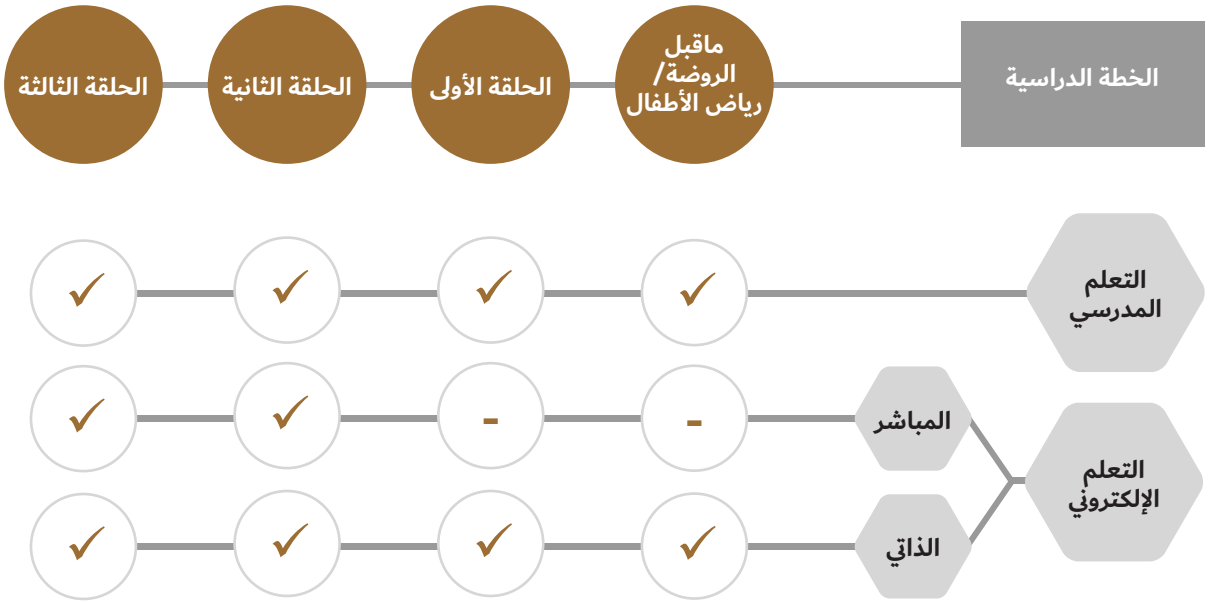 الخطة الدراسية
ماقبل
الروضة/
رياض الأطفال
الحلقة الأولى
الحلقة الثانية
الحلقة الثالثة
التعلم
المدرسي
✓ ✓ ✓ ✓
التعلم
الإلكتروني
المباشر
- - ✓ ✓
الذاتي
✓ ✓ ✓ ✓